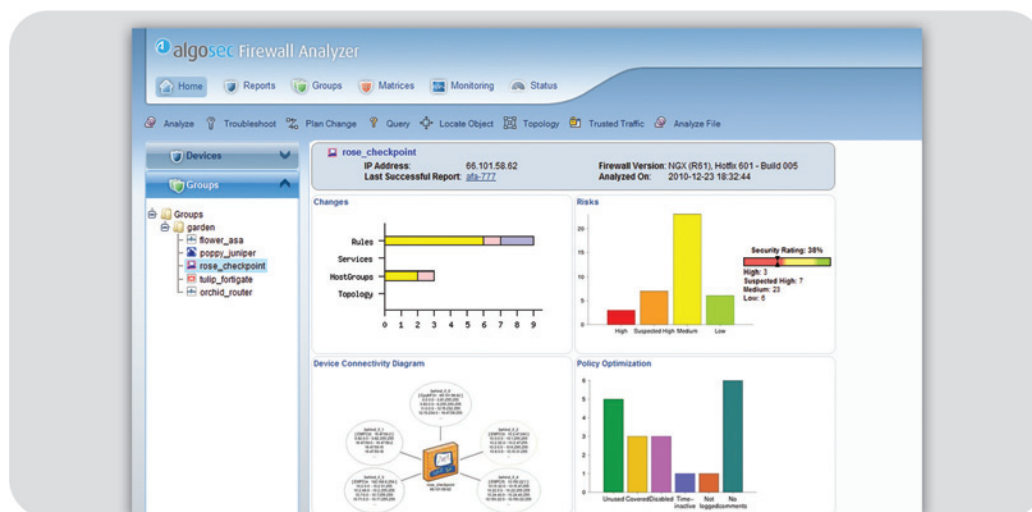 algosec Firewall Analyzer
Home Reports Groups Matrices Monitoring Status
Analyze Troubleshoot Plan Change Query Locate Object Topology Trusted Traffic Analyze File
Devices
Groups
Groups
garden
flower_asa
poppy_juniper
rose_checkpoint
tulip_fortigate
orchid_router
rose_checkpoint
IP Address: 66.101.58.62 Firewall Version: NGX (R61), Hotfix 601 - Build 005
Last Successful Report: afa-777 Analyzed On: 2010-12-23 18:32:44
Changes
Rules
Services
HostGroups
Topology
0 1 2 3 4 5 6 7 8 9
Risks
20
15
10
5
0
High Suspected High Medium Low
Security Rating: 38%
High: 3
Suspected High: 7
Medium: 23
Low: 6
Device Connectivity Diagram
rose_checkpoint
Policy Optimization
6
5
4
3
2
1
0
Unused Covered Disabled Time-inactive Not logged No comments